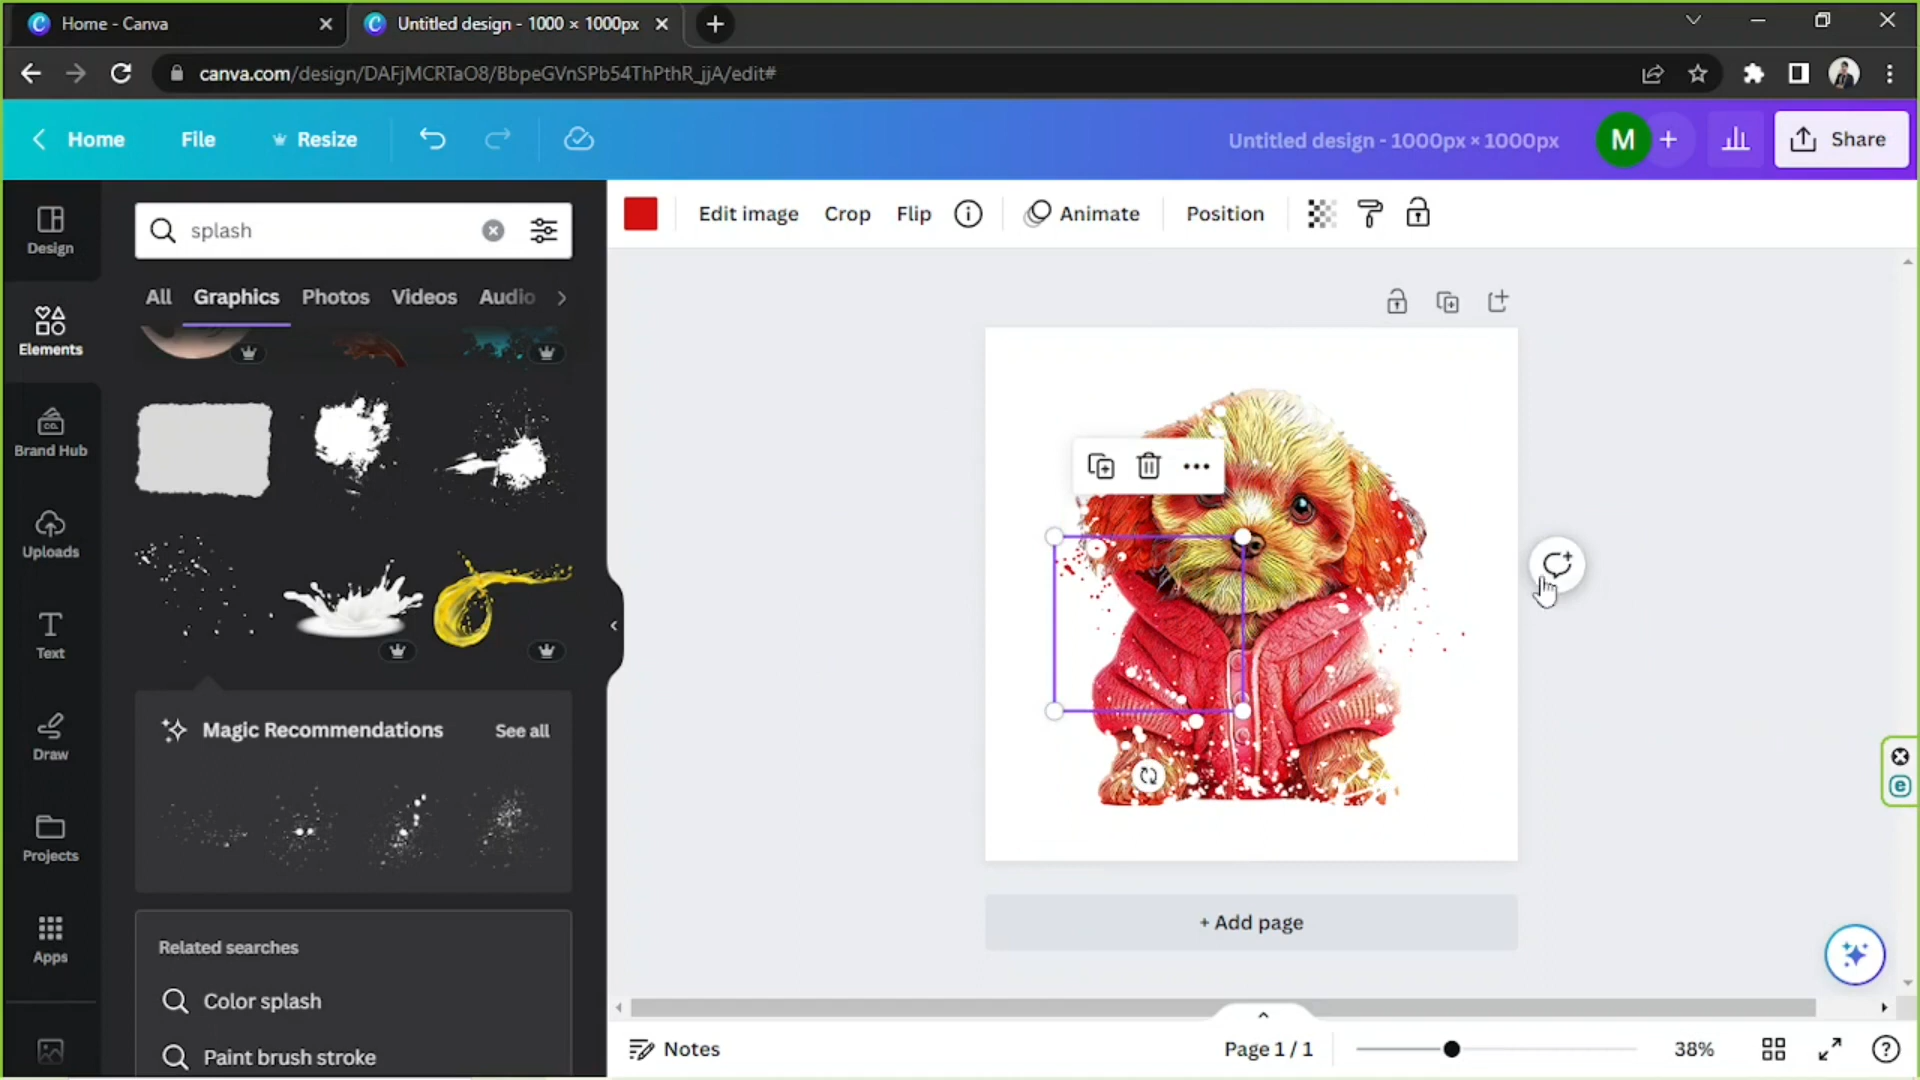 Home - Canva
Untitled design - 1000 × 1000px
canva.com/design/DAFjMCRTaO8/BbpeGVnSPb54ThPthR_jjA/edit#
Home
File
Resize
Untitled design - 1000px × 1000px
M
Share
Design
Elements
Brand Hub
Uploads
Text
Draw
Projects
Apps
splash
All
Graphics
Photos
Videos
Audio
Magic Recommendations
See all
Related searches
Color splash
Paint brush stroke
Edit image
Crop
Flip
Animate
Position
+ Add page
Notes
Page 1 / 1
38%